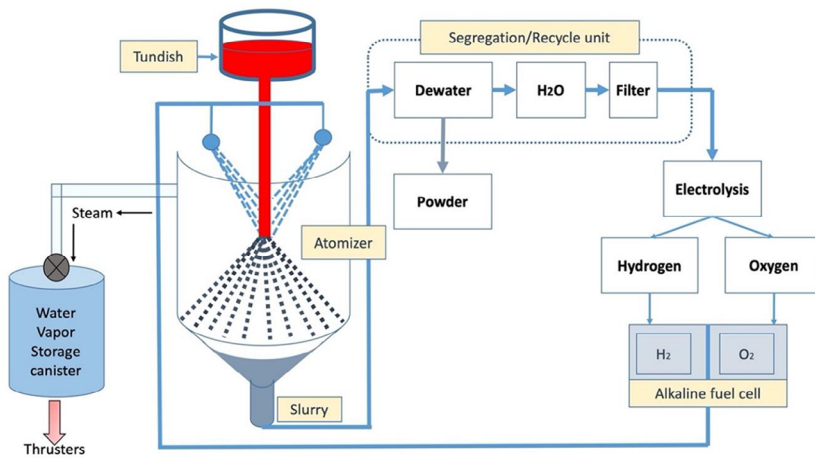 Tundish
Segregation/Recycle unit
Dewater
H2O
Filter
Powder
Electrolysis
Steam
Atomizer
Hydrogen
Oxygen
Water
Vapor
Storage
canister
H2
O2
Alkaline fuel cell
Slurry
Thrusters